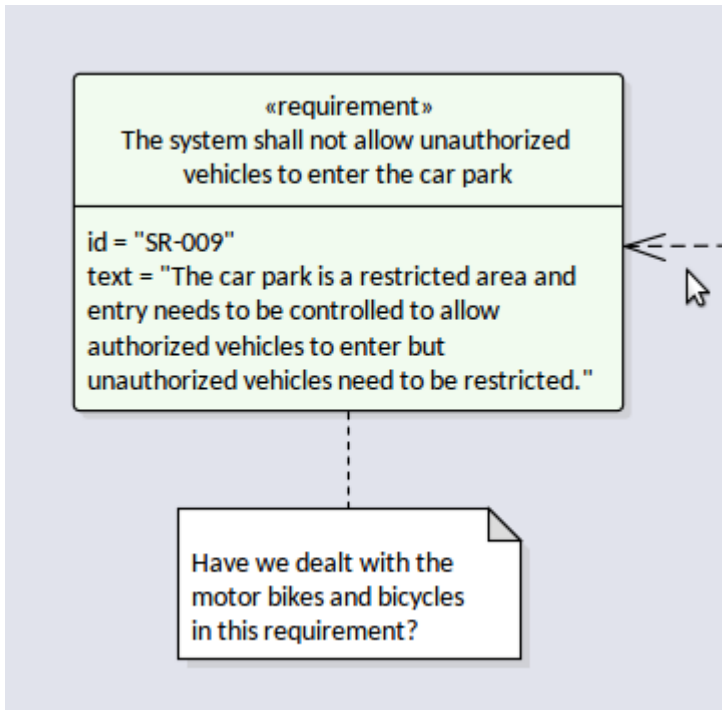 «requirement»
The system shall not allow unauthorized
vehicles to enter the car park
id = "SR-009"
text = "The car park is a restricted area and
entry needs to be controlled to allow
authorized vehicles to enter but
unauthorized vehicles need to be restricted."
Have we dealt with the
motor bikes and bicycles
in this requirement?